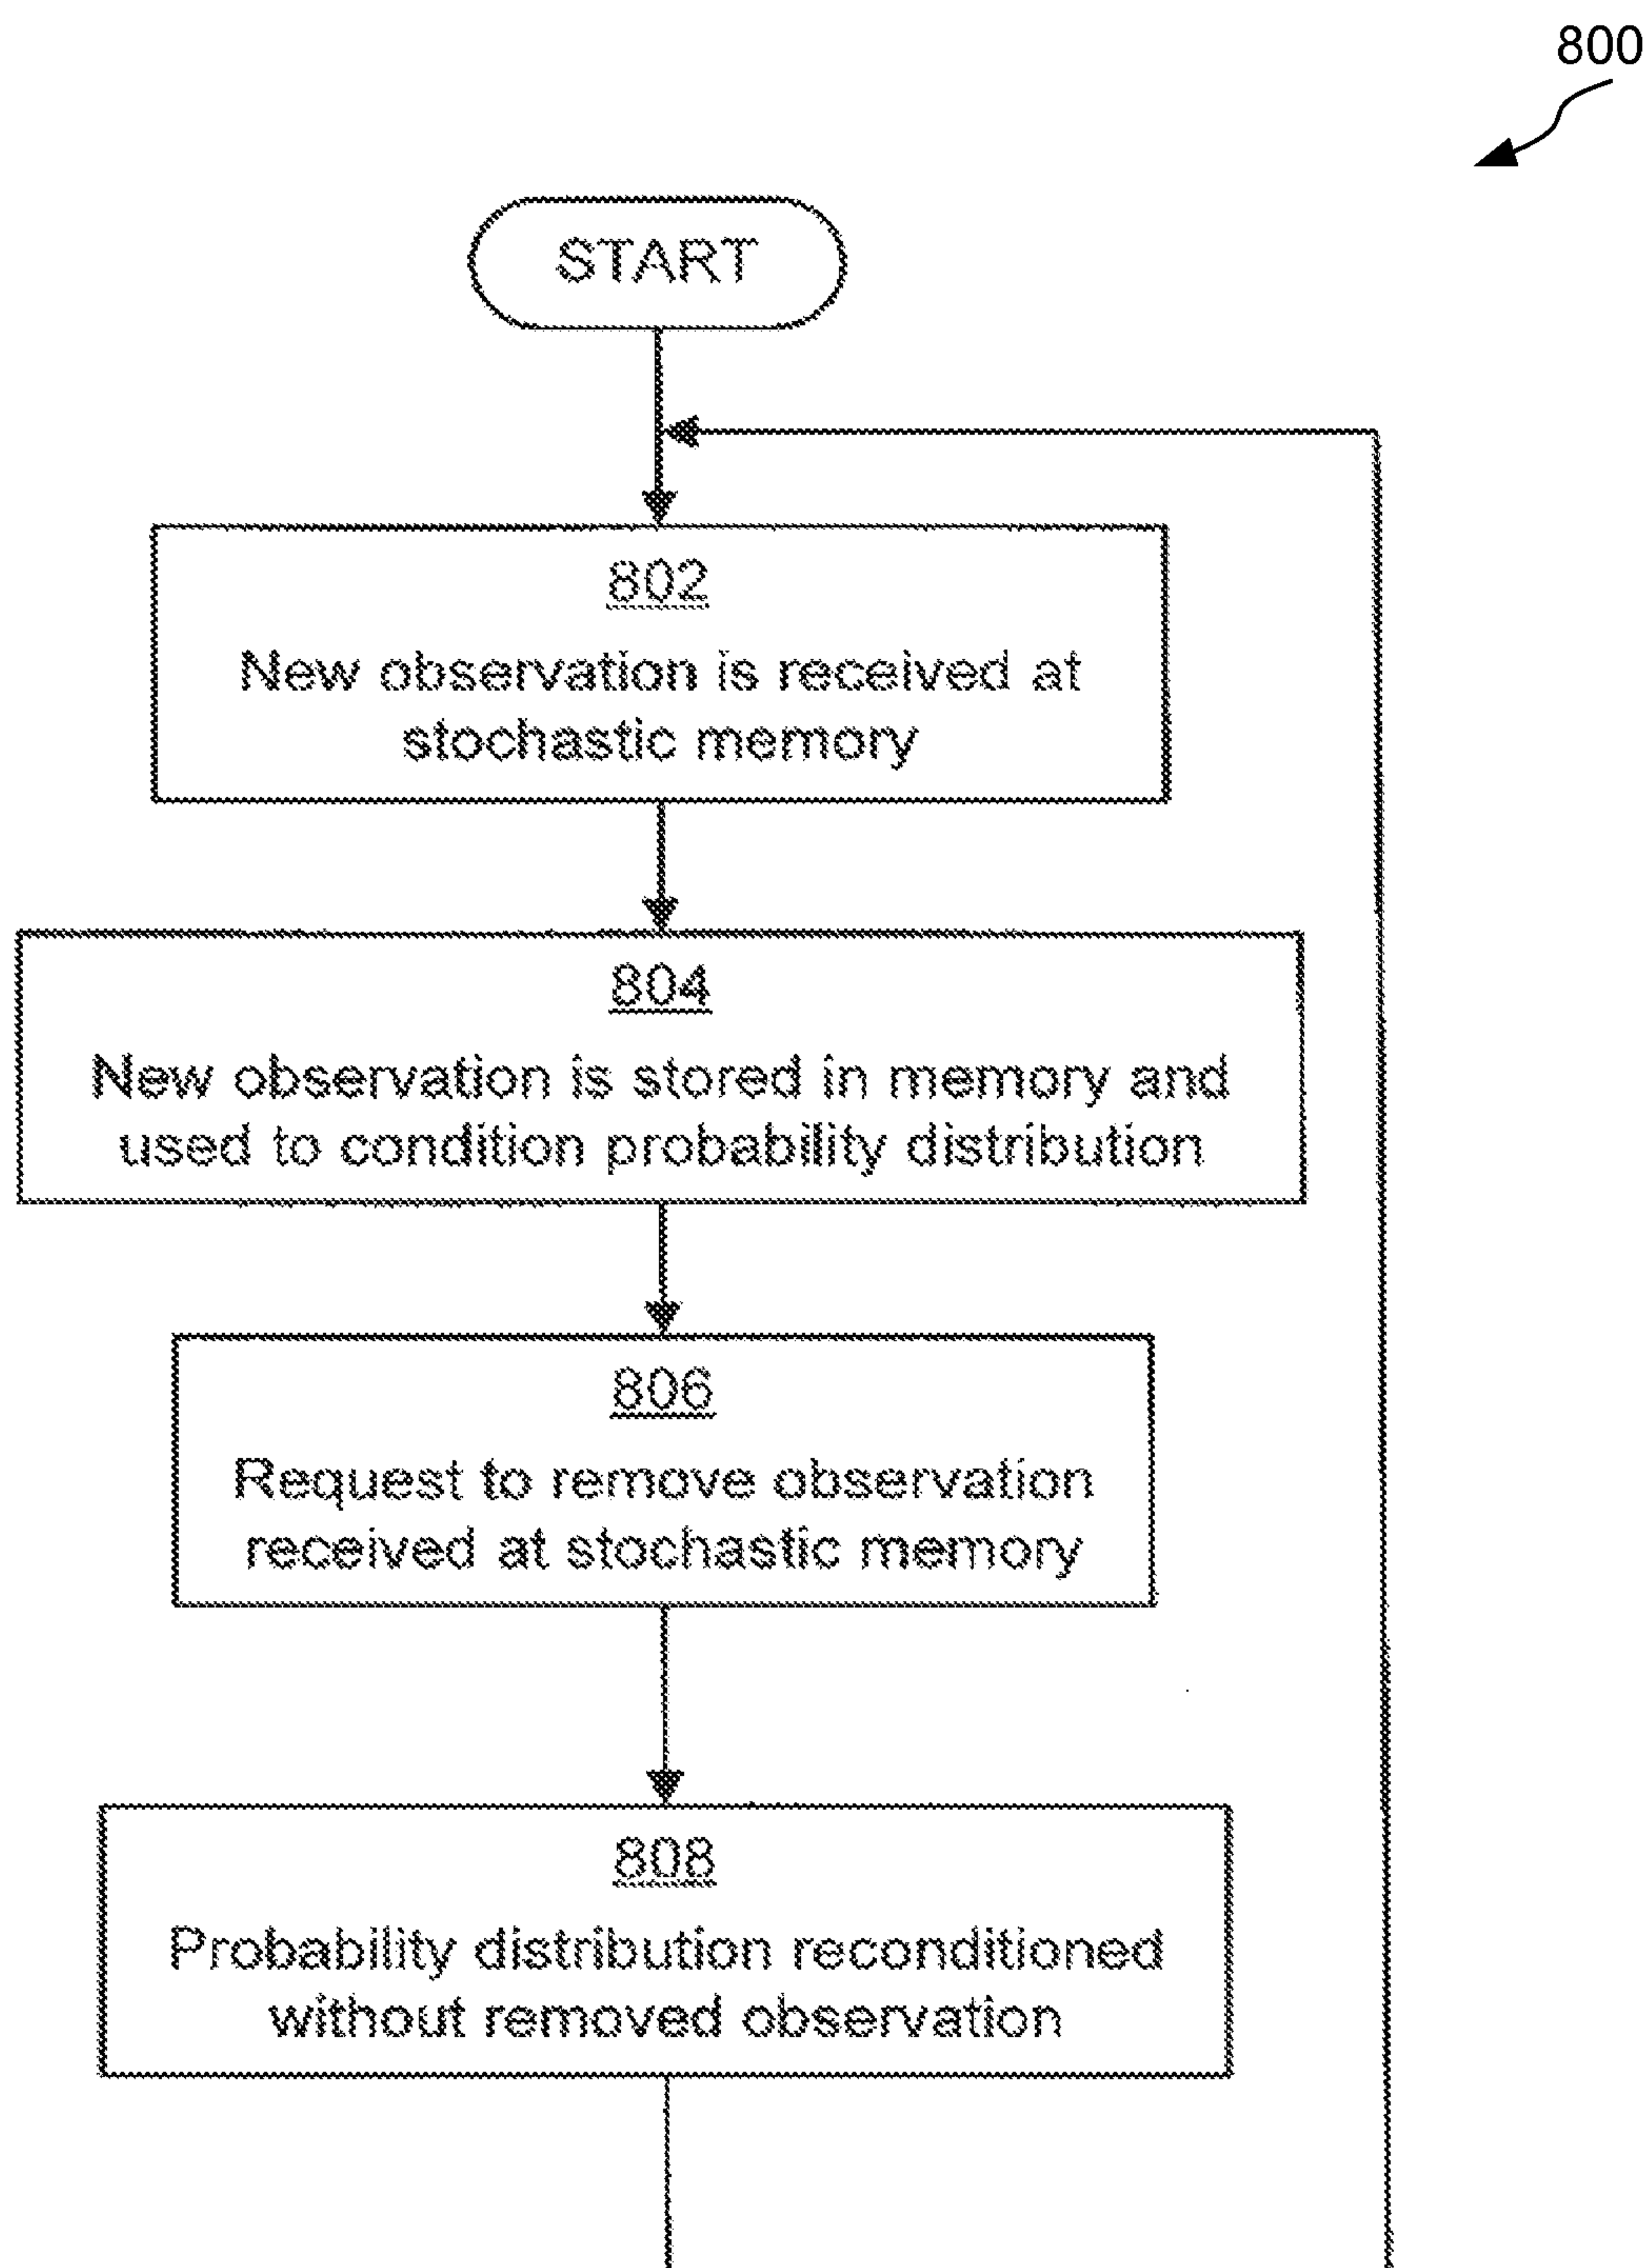 800
START
802
New observation is received at
stochastic memory
804
New observation is stored in memory and
used to condition probability distribution
806
Request to remove observation
received at stochastic memory
808
Probability distribution reconditioned
without removed observation